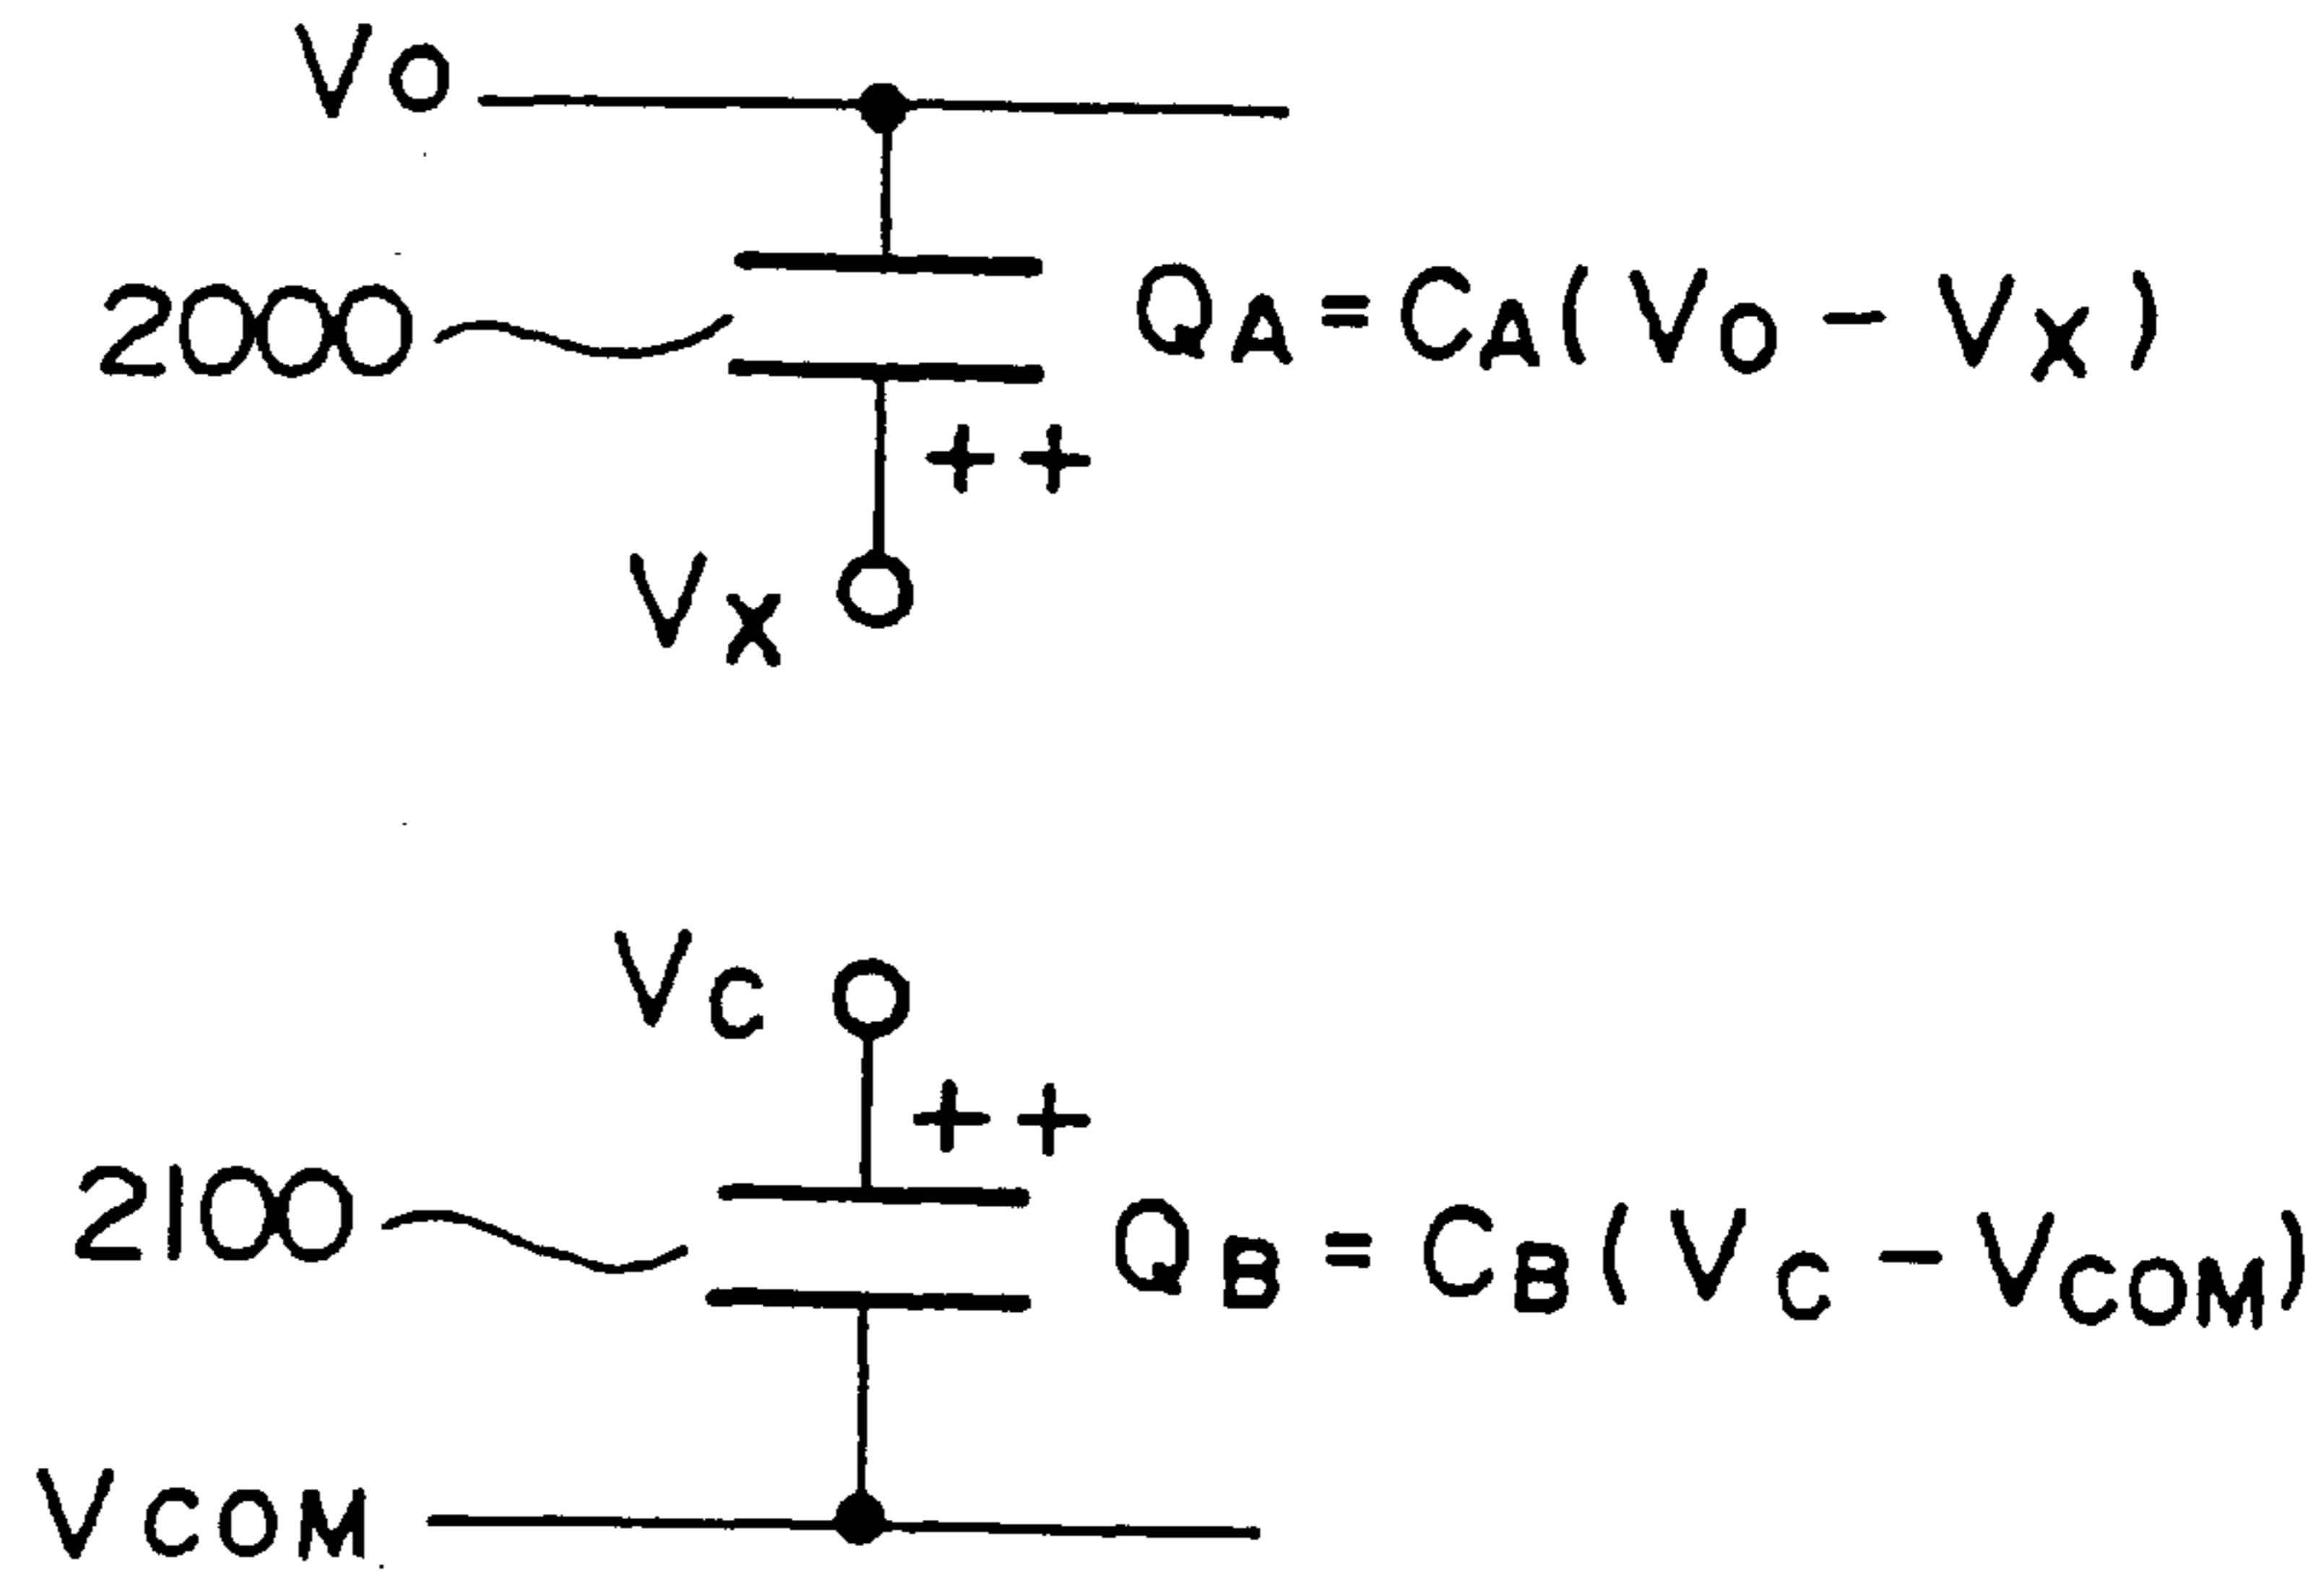 VO
2000
QA=CA(VO-VX)
++
VX
VC
++
2100
QB=CB(VC-VCOM)
VCOM